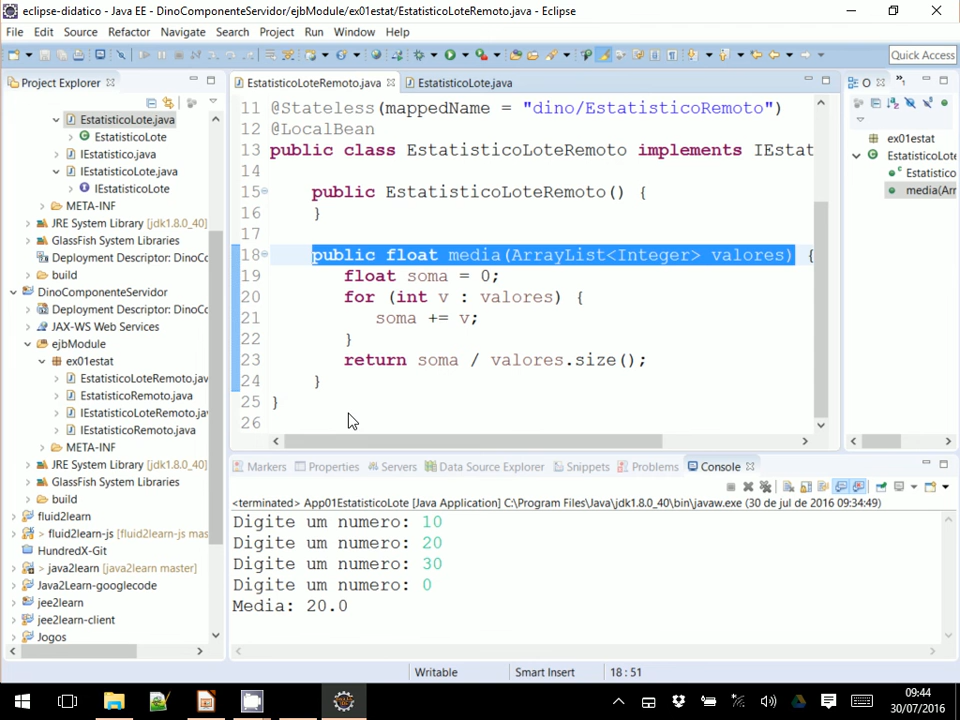 eclipse-didatico - Java EE - DinoComponenteServidor/ejbModule/ex01estat/EstatisticoLoteRemoto.java - Eclipse
File Edit Source Refactor Navigate Search Project Run Window Help
Quick Access
Project Explorer
EstatisticoLote.java
EstatisticoLote
IEstatistico.java
IEstatisticoLote.java
IEstatisticoLote
META-INF
JRE System Library [jdk1.8.0_40]
GlassFish System Libraries
Deployment Descriptor: DinoCo
build
DinoComponenteServidor
Deployment Descriptor: DinoCo
JAX-WS Web Services
ejbModule
ex01estat
EstatisticoLoteRemoto.jav
EstatisticoRemoto.java
IEstatisticoLoteRemoto.jav
IEstatisticoRemoto.java
META-INF
JRE System Library [jdk1.8.0_40]
GlassFish System Libraries
build
fluid2learn
> fluid2learn-js [fluid2learn-js mas
HundredX-Git
> java2learn [java2learn master]
Java2Learn-googlecode
jee2learn
jee2learn-client
Jogos
EstatisticoLoteRemoto.java EstatisticoLote.java
11 @Stateless(mappedName = "dino/EstatisticoRemoto")
12 @LocalBean
13 public class EstatisticoLoteRemoto implements IEstat
14
15 public EstatisticoLoteRemoto() {
16 }
17
18 public float media(ArrayList<Integer> valores) {
19 float soma = 0;
20 for (int v : valores) {
21 soma += v;
22 }
23 return soma / valores.size();
24 }
25 }
26
O
ex01estat
EstatisticoLote
Estatistico
media(Arr
Markers Properties Servers Data Source Explorer Snippets Problems Console
<terminated> App01EstatisticoLote [Java Application] C:\Program Files\Java\jdk1.8.0_40\bin\javaw.exe (30 de jul de 2016 09:34:49)
Digite um numero: 10
Digite um numero: 20
Digite um numero: 30
Digite um numero: 0
Media: 20.0
Writable Smart Insert 18 : 51
09:44
30/07/2016